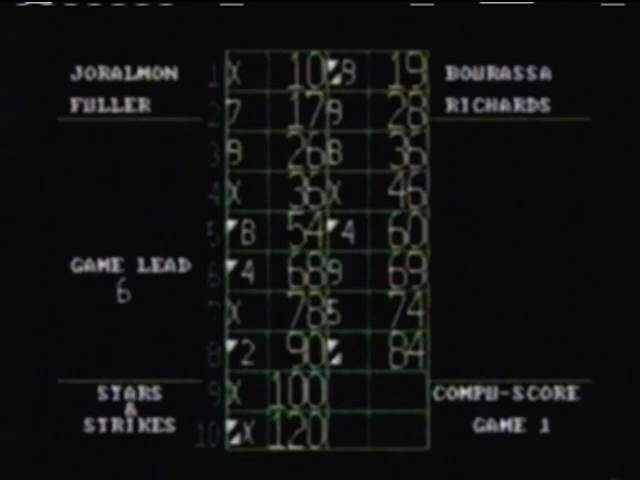 JORALMON 1 X 10 9 19 BOURASSA
FULLER 2 7 17 9 28 RICHARDS
3 9 26 8 36
4 X 36 X 46
5 8 54 4 60
GAME LEAD 6 4 68 9 69
6 7 X 78 5 74
8 2 90 84
STARS 9 X 100 COMPU-SCORE
&
STRIKES 10 X 120 GAME 1